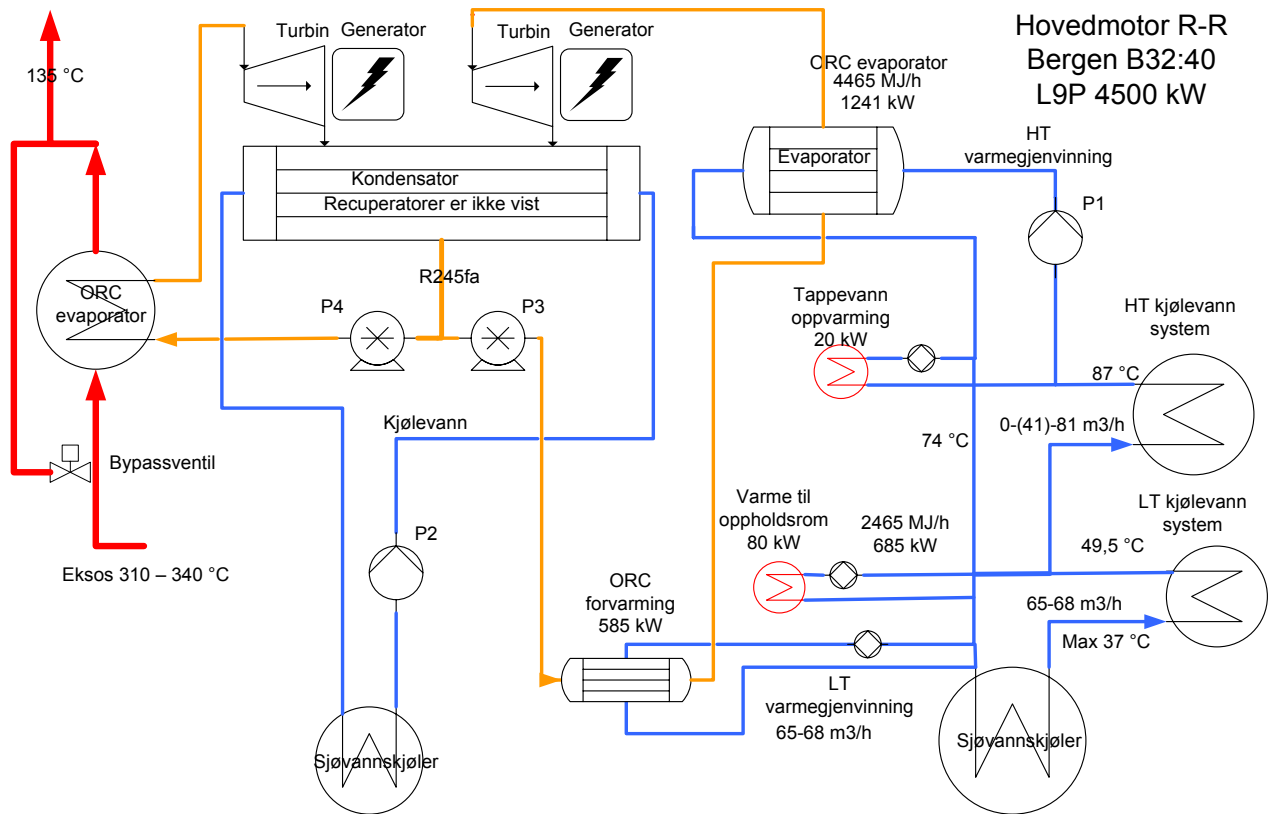 Turbin
Generator
Turbin
Generator
Hovedmotor R-R
Bergen B32:40
L9P 4500 kW
135 °C
ORC evaporator
4465 MJ/h
1241 kW
HT
varmegjenvinning
Evaporator
Kondensator
Recuperatorer er ikke vist
P1
R245fa
ORC
evaporator
P4
P3
Tappevann
oppvarming
20 kW
HT kjølevann
system
87 °C
0-(41)-81 m3/h
Kjølevann
74 °C
Bypassventil
Varme til
oppholdsrom
80 kW
2465 MJ/h
685 kW
LT kjølevann
system
49,5 °C
P2
Eksos 310 – 340 °C
ORC
forvarming
585 kW
65-68 m3/h
Max 37 °C
LT
varmegjenvinning
65-68 m3/h
Sjøvannskjøler
Sjøvannskjøler